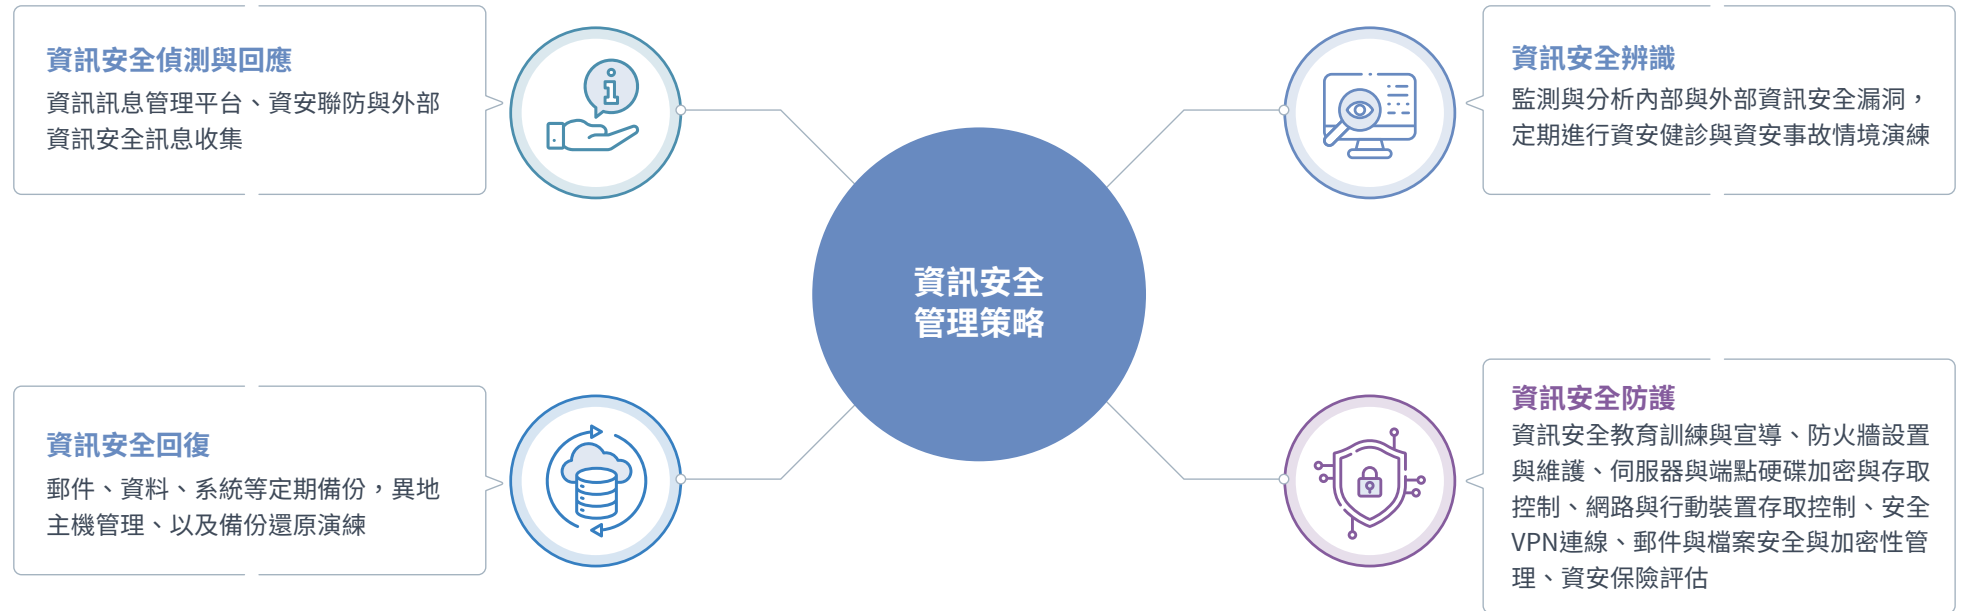 資訊安全偵測與回應
資訊訊息管理平台、資安聯防與外部
資訊安全訊息收集
資訊安全辨識
監測與分析內部與外部資訊安全漏洞，
定期進行資安健診與資安事故情境演練
資訊安全
管理策略
資訊安全回復
郵件、資料、系統等定期備份，異地
主機管理、以及備份還原演練
資訊安全防護
資訊安全教育訓練與宣導、防火牆設置
與維護、伺服器與端點硬碟加密與存取
控制、網路與行動裝置存取控制、安全
VPN連線、郵件與檔案安全與加密性管
理、資安保險評估